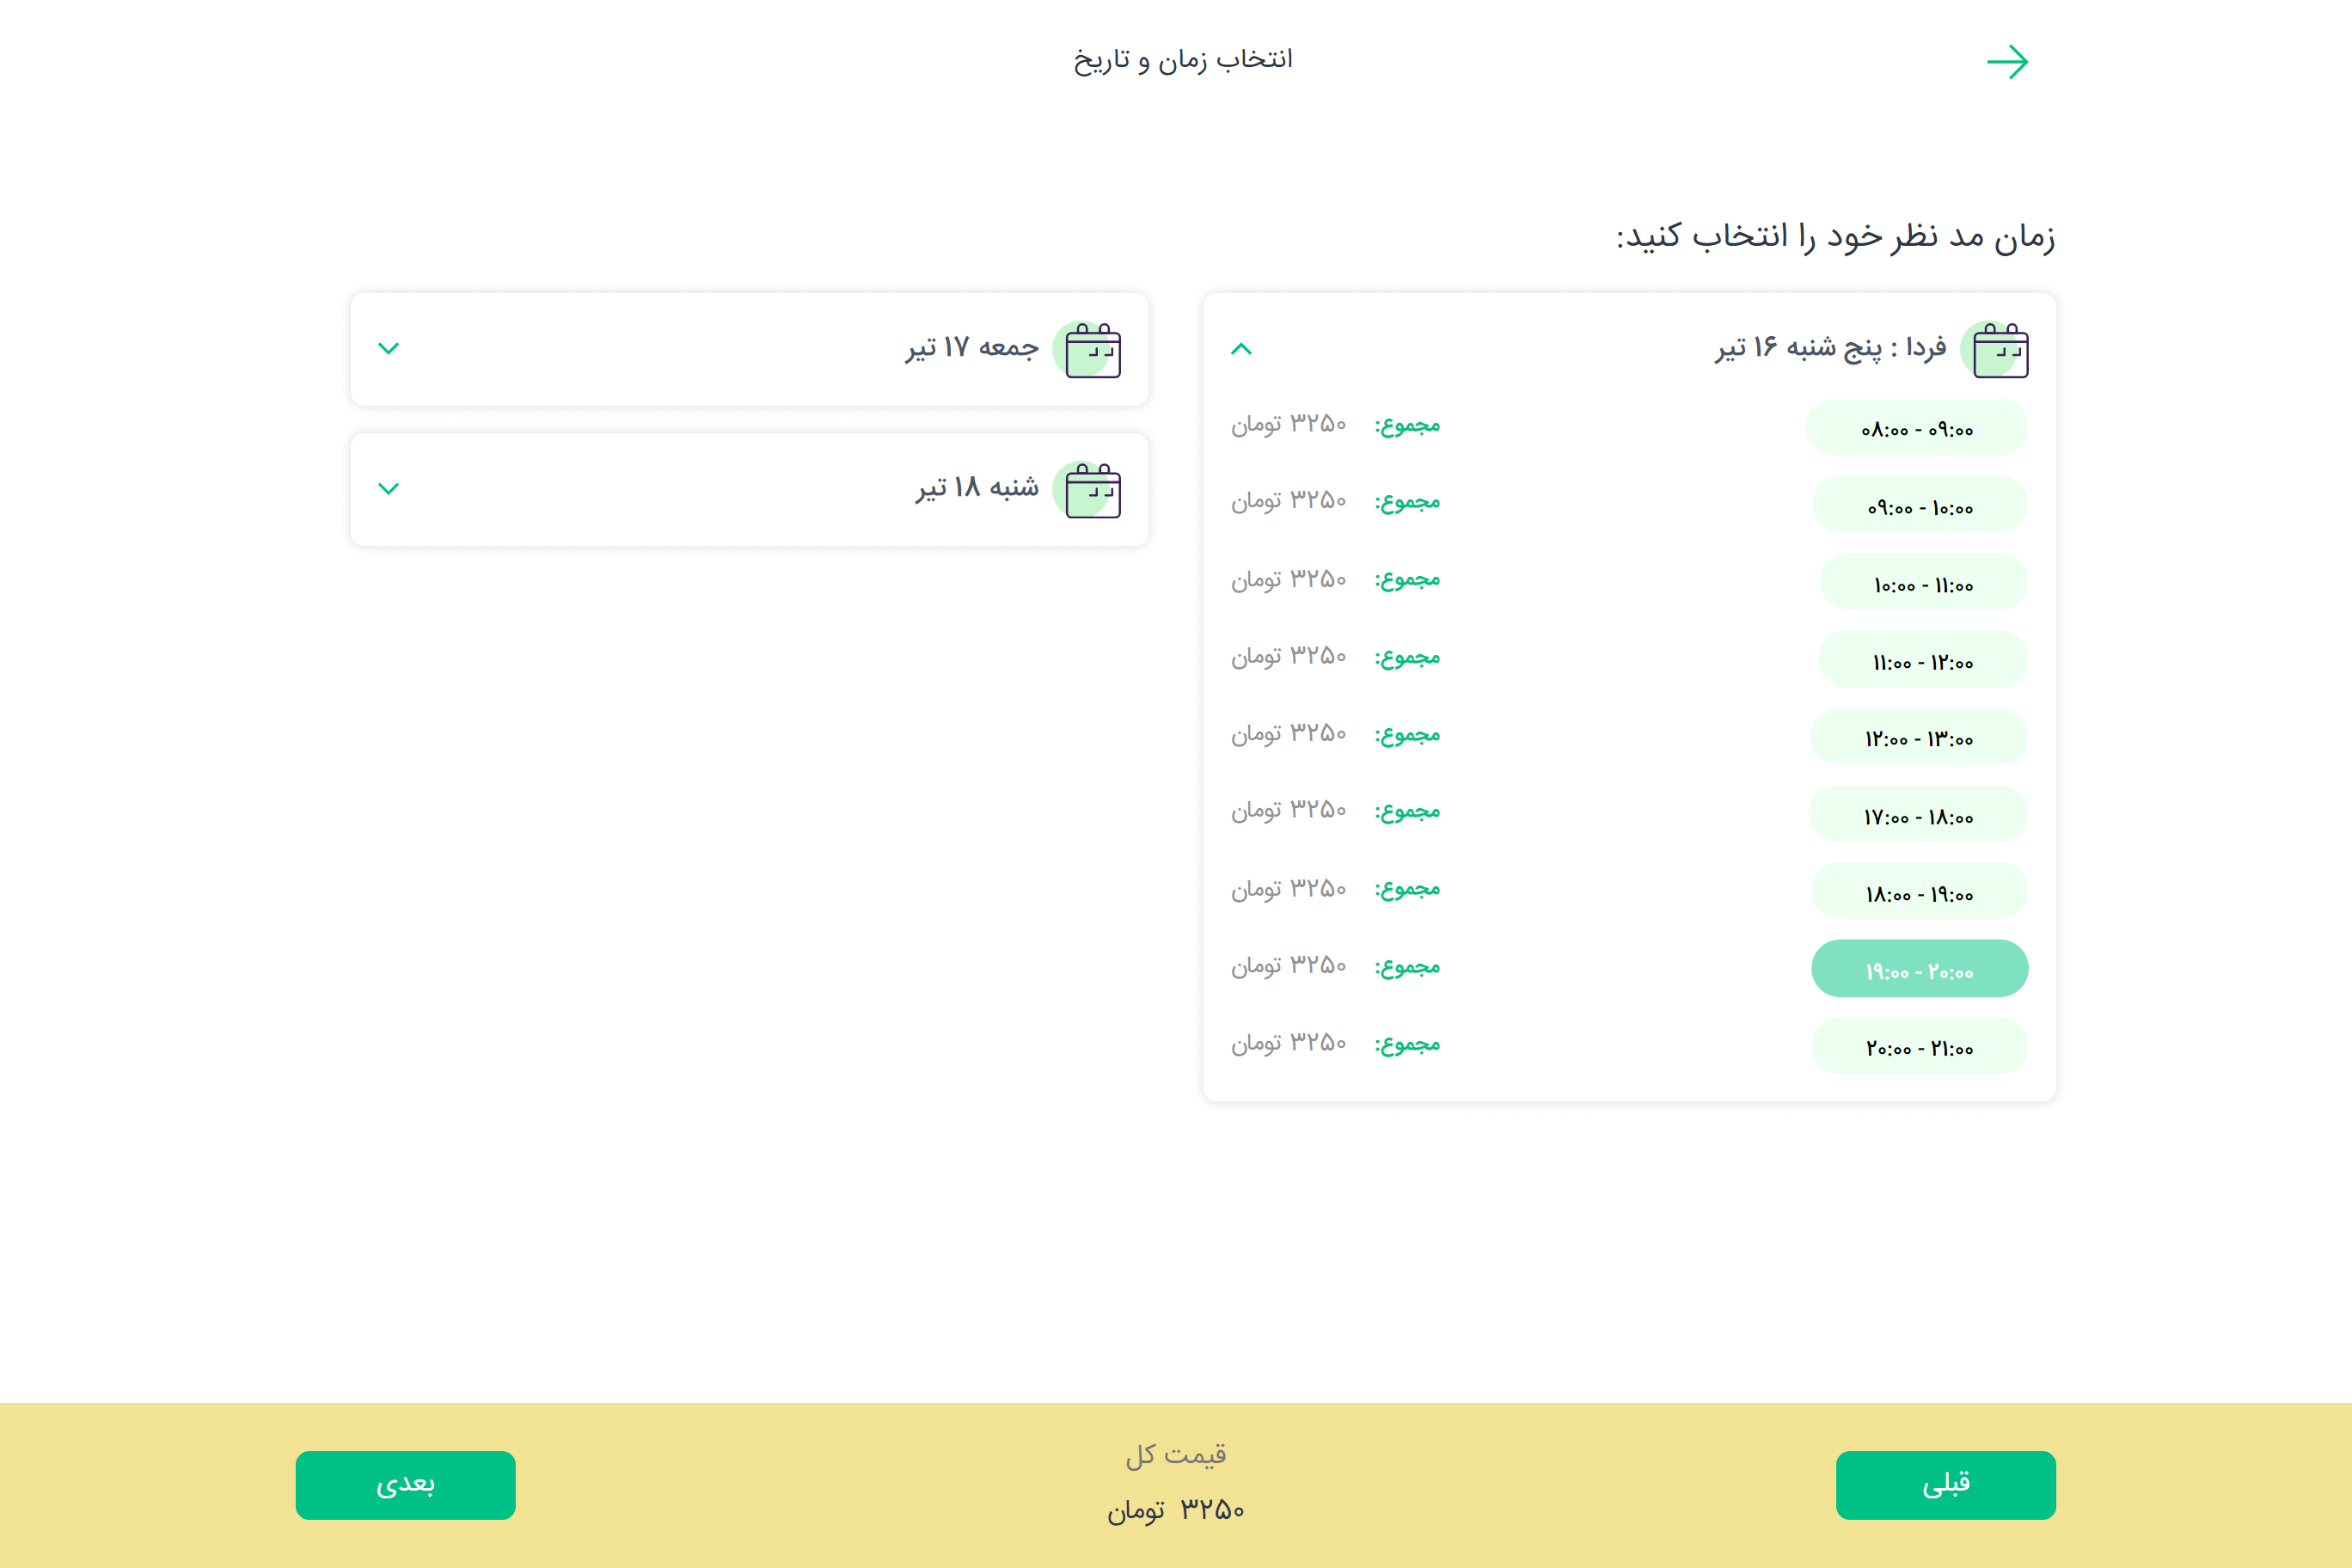 انتخاب زمان و تاریخ
زمان مد نظر خود را انتخاب کنید:
فردا : پنج شنبه ۱۶ تیر
۰۸:۰۰ - ۰۹:۰۰
مجموع: ۳۲۵۰ تومان
۰۹:۰۰ - ۱۰:۰۰
مجموع: ۳۲۵۰ تومان
۱۰:۰۰ - ۱۱:۰۰
مجموع: ۳۲۵۰ تومان
۱۱:۰۰ - ۱۲:۰۰
مجموع: ۳۲۵۰ تومان
۱۲:۰۰ - ۱۳:۰۰
مجموع: ۳۲۵۰ تومان
۱۷:۰۰ - ۱۸:۰۰
مجموع: ۳۲۵۰ تومان
۱۸:۰۰ - ۱۹:۰۰
مجموع: ۳۲۵۰ تومان
۱۹:۰۰ - ۲۰:۰۰
مجموع: ۳۲۵۰ تومان
۲۰:۰۰ - ۲۱:۰۰
مجموع: ۳۲۵۰ تومان
جمعه ۱۷ تیر
شنبه ۱۸ تیر
قبلی
قیمت کل
۳۲۵۰ تومان
بعدی